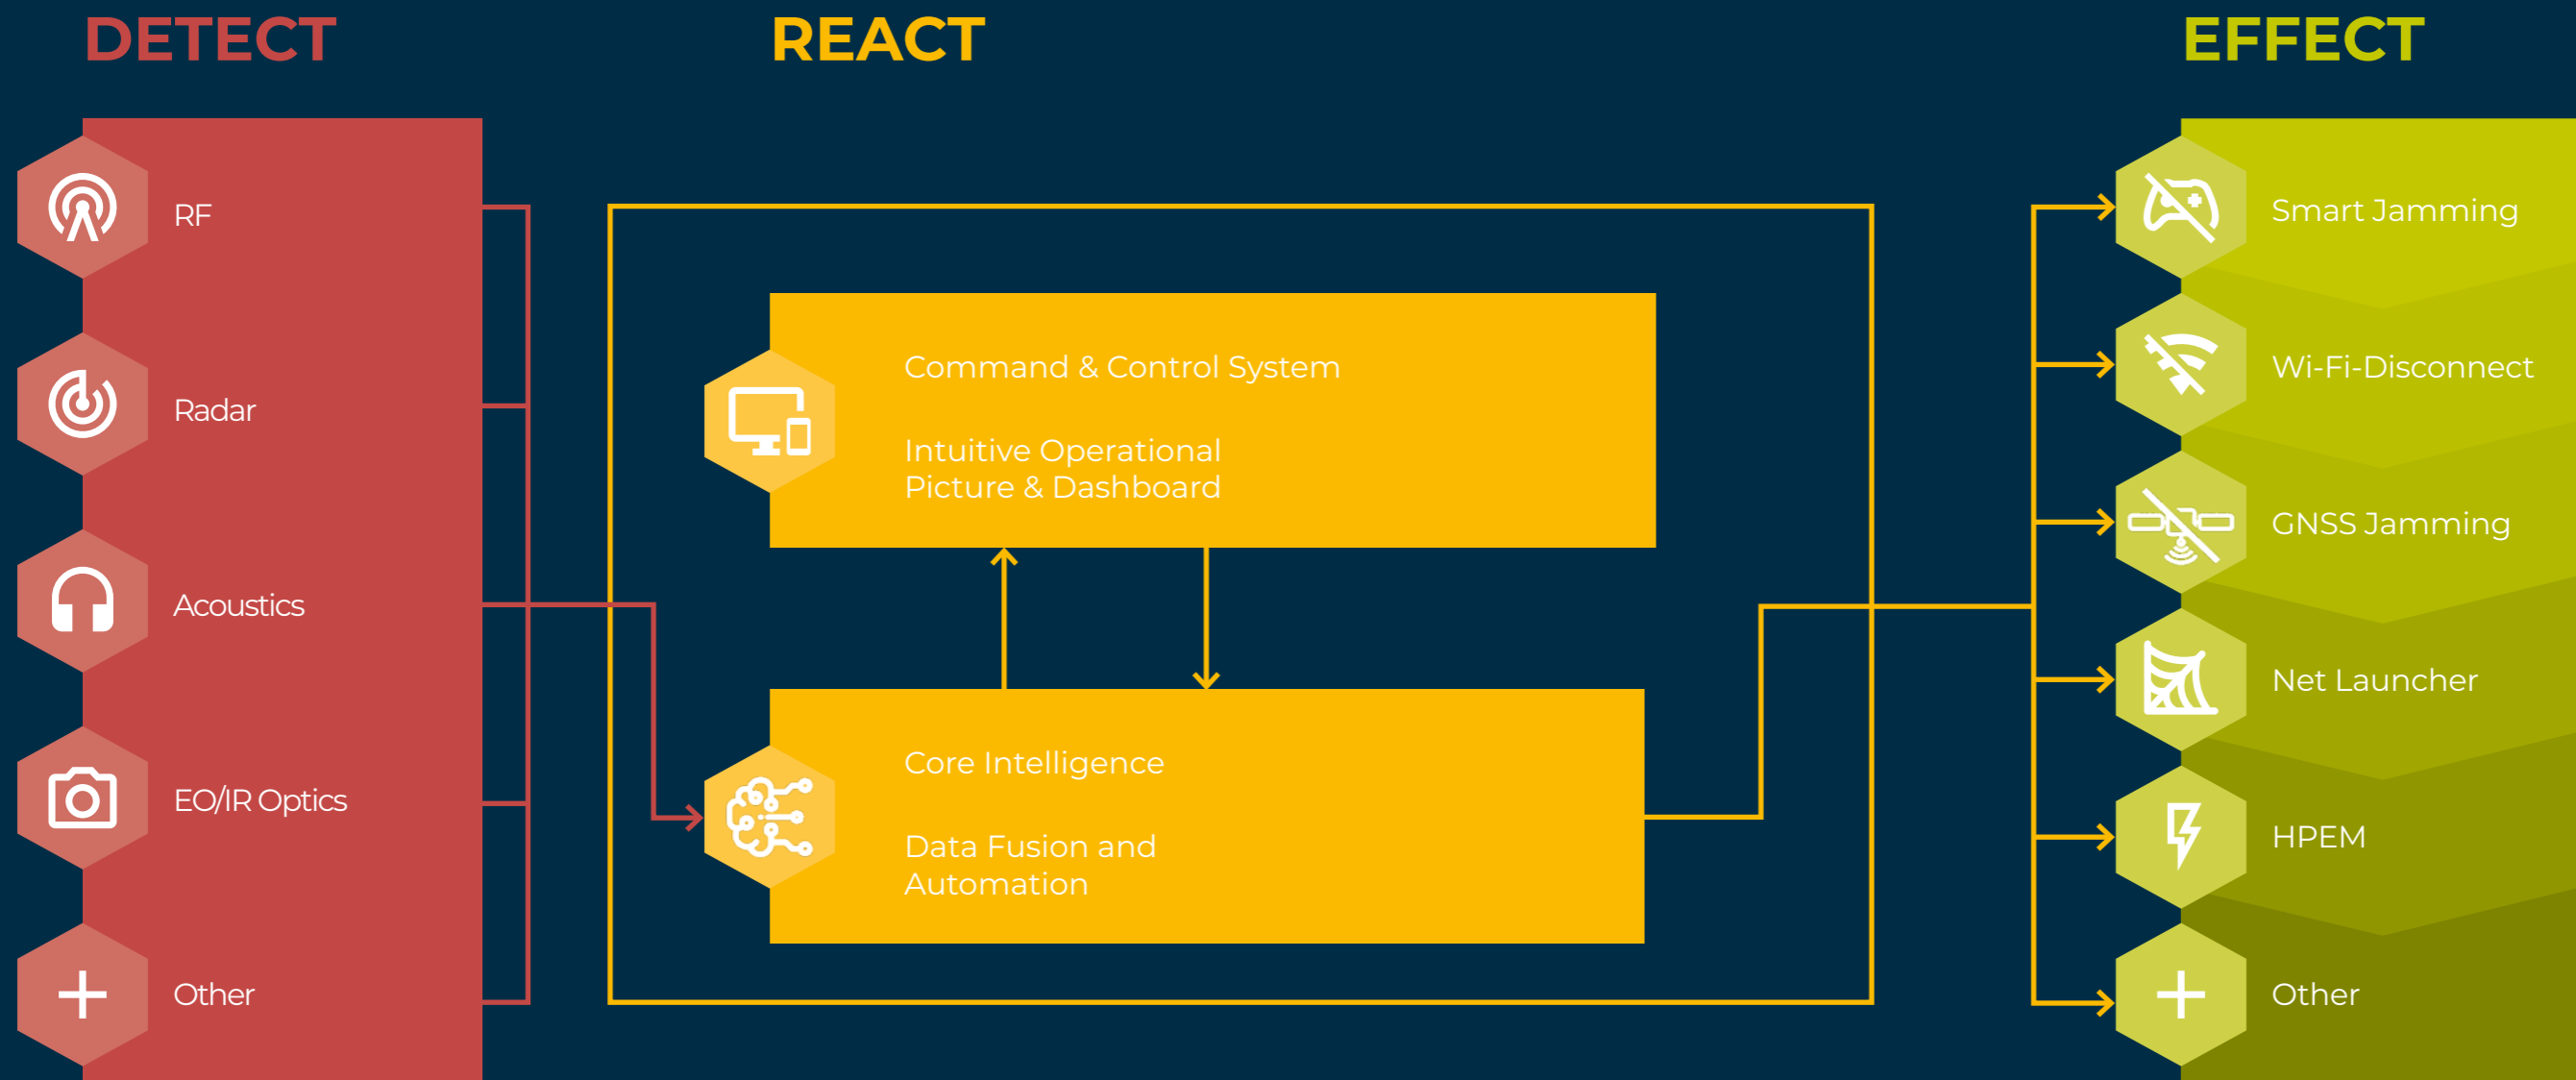 DETECT
REACT
EFFECT
RF
Radar
Acoustics
EO/IR Optics
Other
Command & Control System
Intuitive Operational
Picture & Dashboard
Core Intelligence
Data Fusion and
Automation
Smart Jamming
Wi-Fi-Disconnect
GNSS Jamming
Net Launcher
HPEM
Other